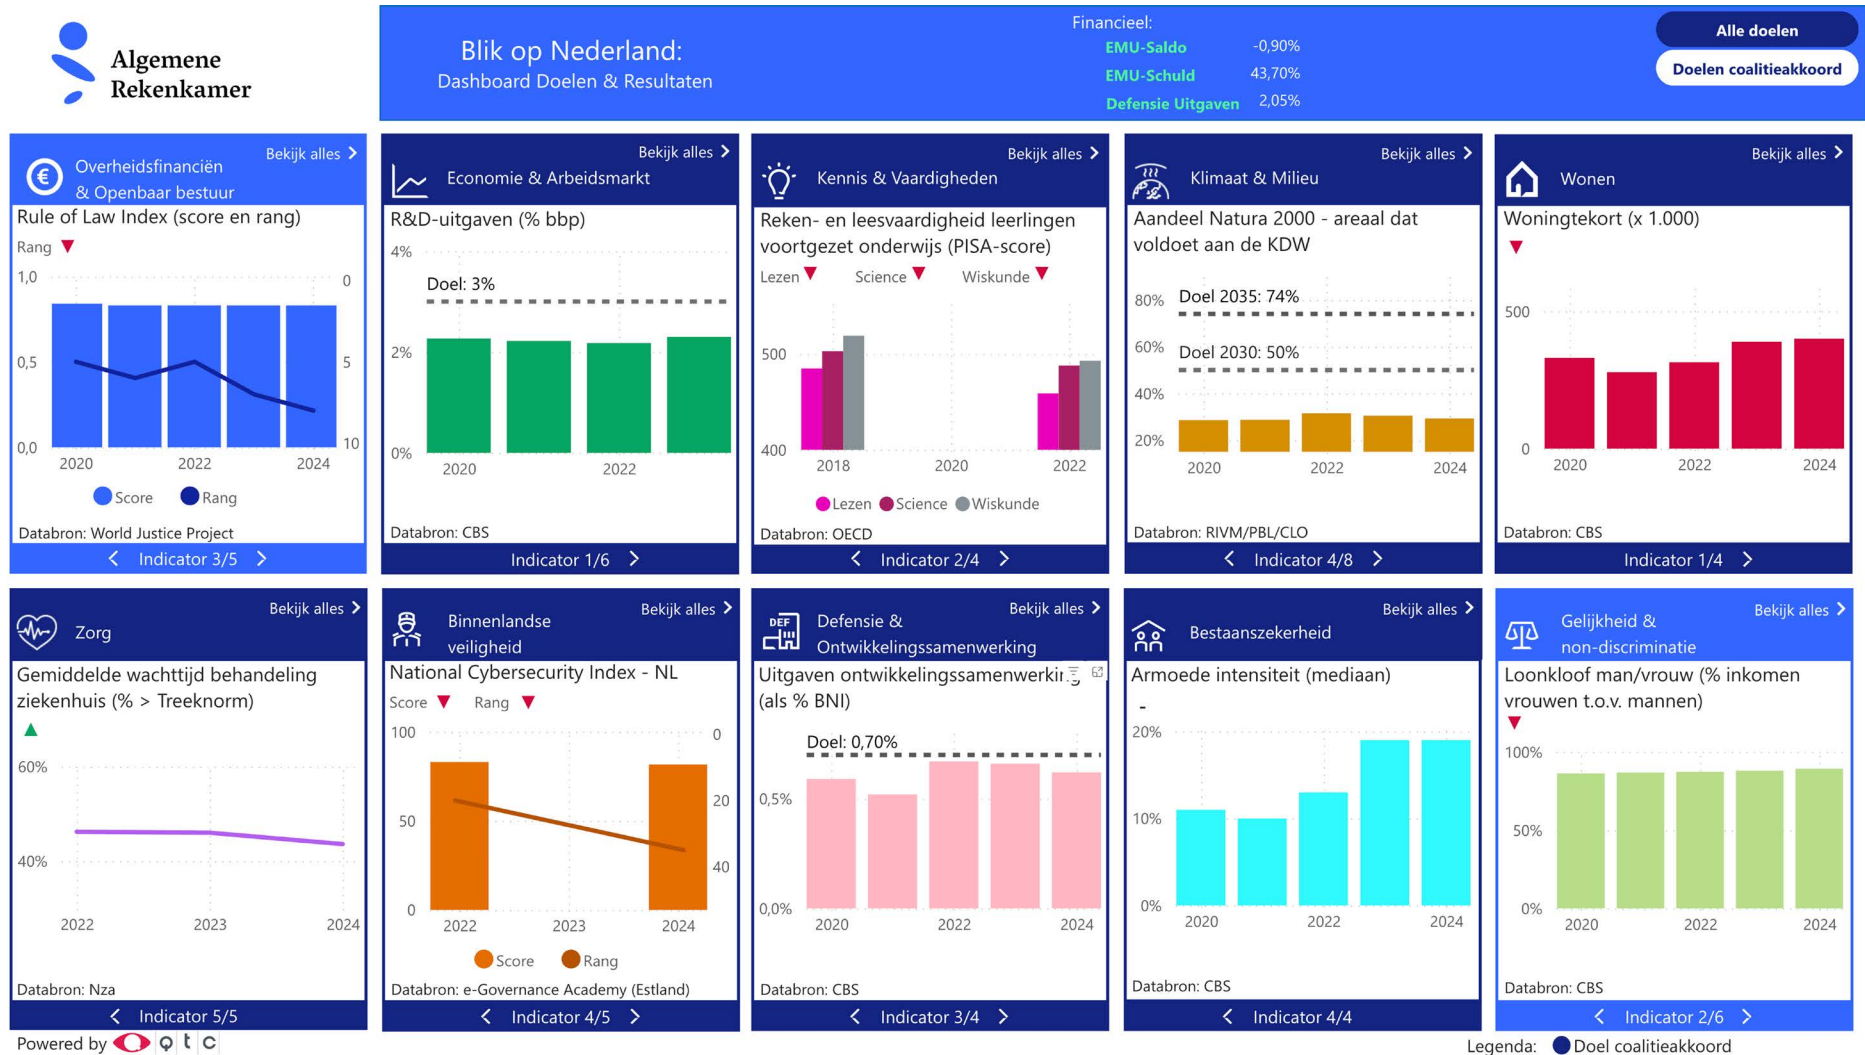 Algemene
Rekenkamer
Blik op Nederland:
Dashboard Doelen & Resultaten
Financieel:
EMU-Saldo -0,90%
EMU-Schuld 43,70%
Defensie Uitgaven 2,05%
Alle doelen
Doelen coalitieakkoord
Bekijk alles
Overheidsfinanciën
& Openbaar bestuur
Rule of Law Index (score en rang)
Rang
1,0 0
0,5 5
0,0 10
2020 2022 2024
Score Rang
Databron: World Justice Project
Indicator 3/5
Bekijk alles
Economie & Arbeidsmarkt
R&D-uitgaven (% bbp)
4%
Doel: 3%
2%
0%
2020 2022
Databron: CBS
Indicator 1/6
Bekijk alles
Kennis & Vaardigheden
Reken- en leesvaardigheid leerlingen
voortgezet onderwijs (PISA-score)
Lezen Science Wiskunde
500
400
2018 2020 2022
Lezen Science Wiskunde
Databron: OECD
Indicator 2/4
Bekijk alles
Klimaat & Milieu
Aandeel Natura 2000 - areaal dat
voldoet aan de KDW
80% Doel 2035: 74%
60% Doel 2030: 50%
40%
20%
2020 2022 2024
Databron: RIVM/PBL/CLO
Indicator 4/8
Bekijk alles
Wonen
Woningtekort (x 1.000)
500
0
2020 2022 2024
Databron: CBS
Indicator 1/4
Bekijk alles
Zorg
Gemiddelde wachttijd behandeling
ziekenhuis (% > Treeknorm)
60%
40%
2022 2023 2024
Databron: Nza
Indicator 5/5
Bekijk alles
Binnenlandse
veiligheid
National Cybersecurity Index - NL
Score Rang
100 0
20
50
40
0
2022 2023 2024
Score Rang
Databron: e-Governance Academy (Estland)
Indicator 4/5
Bekijk alles
DEF
Defensie &
Ontwikkelingssamenwerking
Uitgaven
(als % BNI)
Doel: 0,70%
0,5%
0,0%
2020 2022 2024
Databron: CBS
Indicator 3/4
Bekijk alles
Bestaanszekerheid
Armoede intensiteit (mediaan)
-
20%
10%
0%
2020 2022 2024
Databron: CBS
Indicator 4/4
Bekijk alles
Gelijkheid &
non-discriminatie
Loonkloof man/vrouw (% inkomen
vrouwen t.o.v. mannen)
100%
50%
0%
2020 2022 2024
Databron: CBS
Indicator 2/6
Powered by Q t C
Legenda: Doel coalitieakkoord